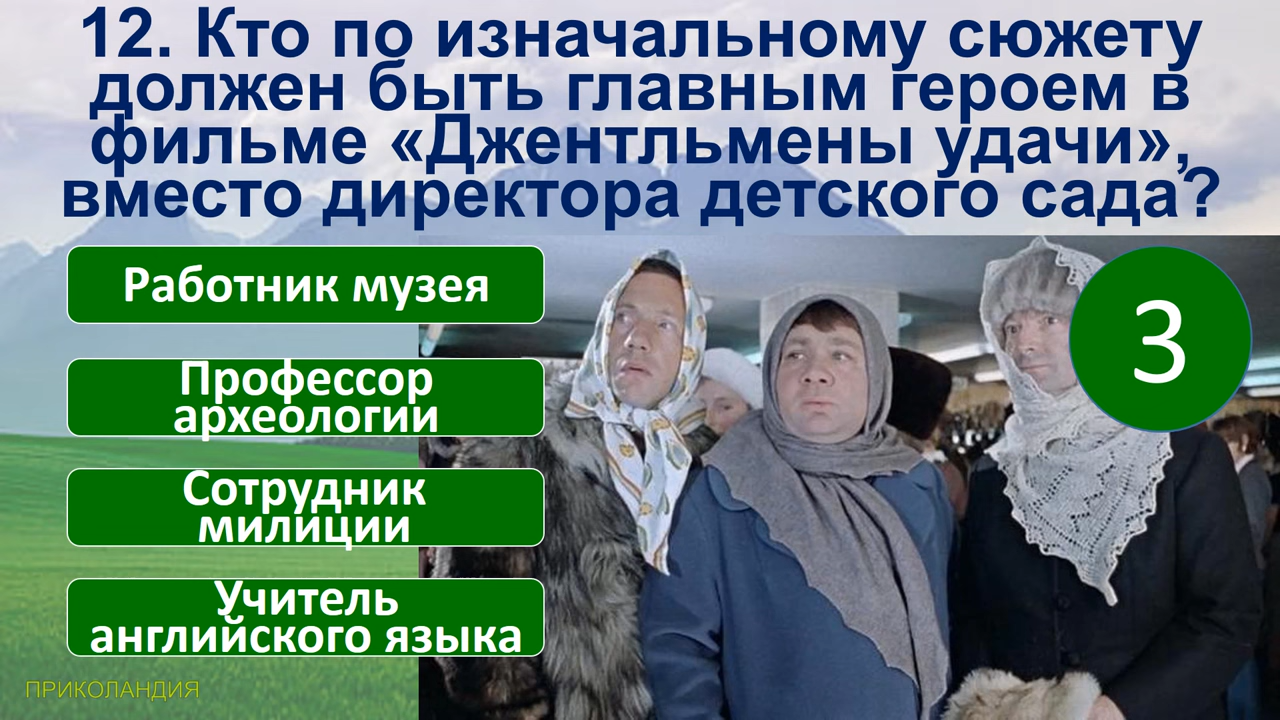 12. Кто по изначальному сюжету
должен быть главным героем в
фильме «Джентльмены удачи»,
вместо директора детского сада?
Работник музея
3
Профессор
археологии
Сотрудник
милиции
Учитель
английского языка
ПРИКОЛАНДИЯ